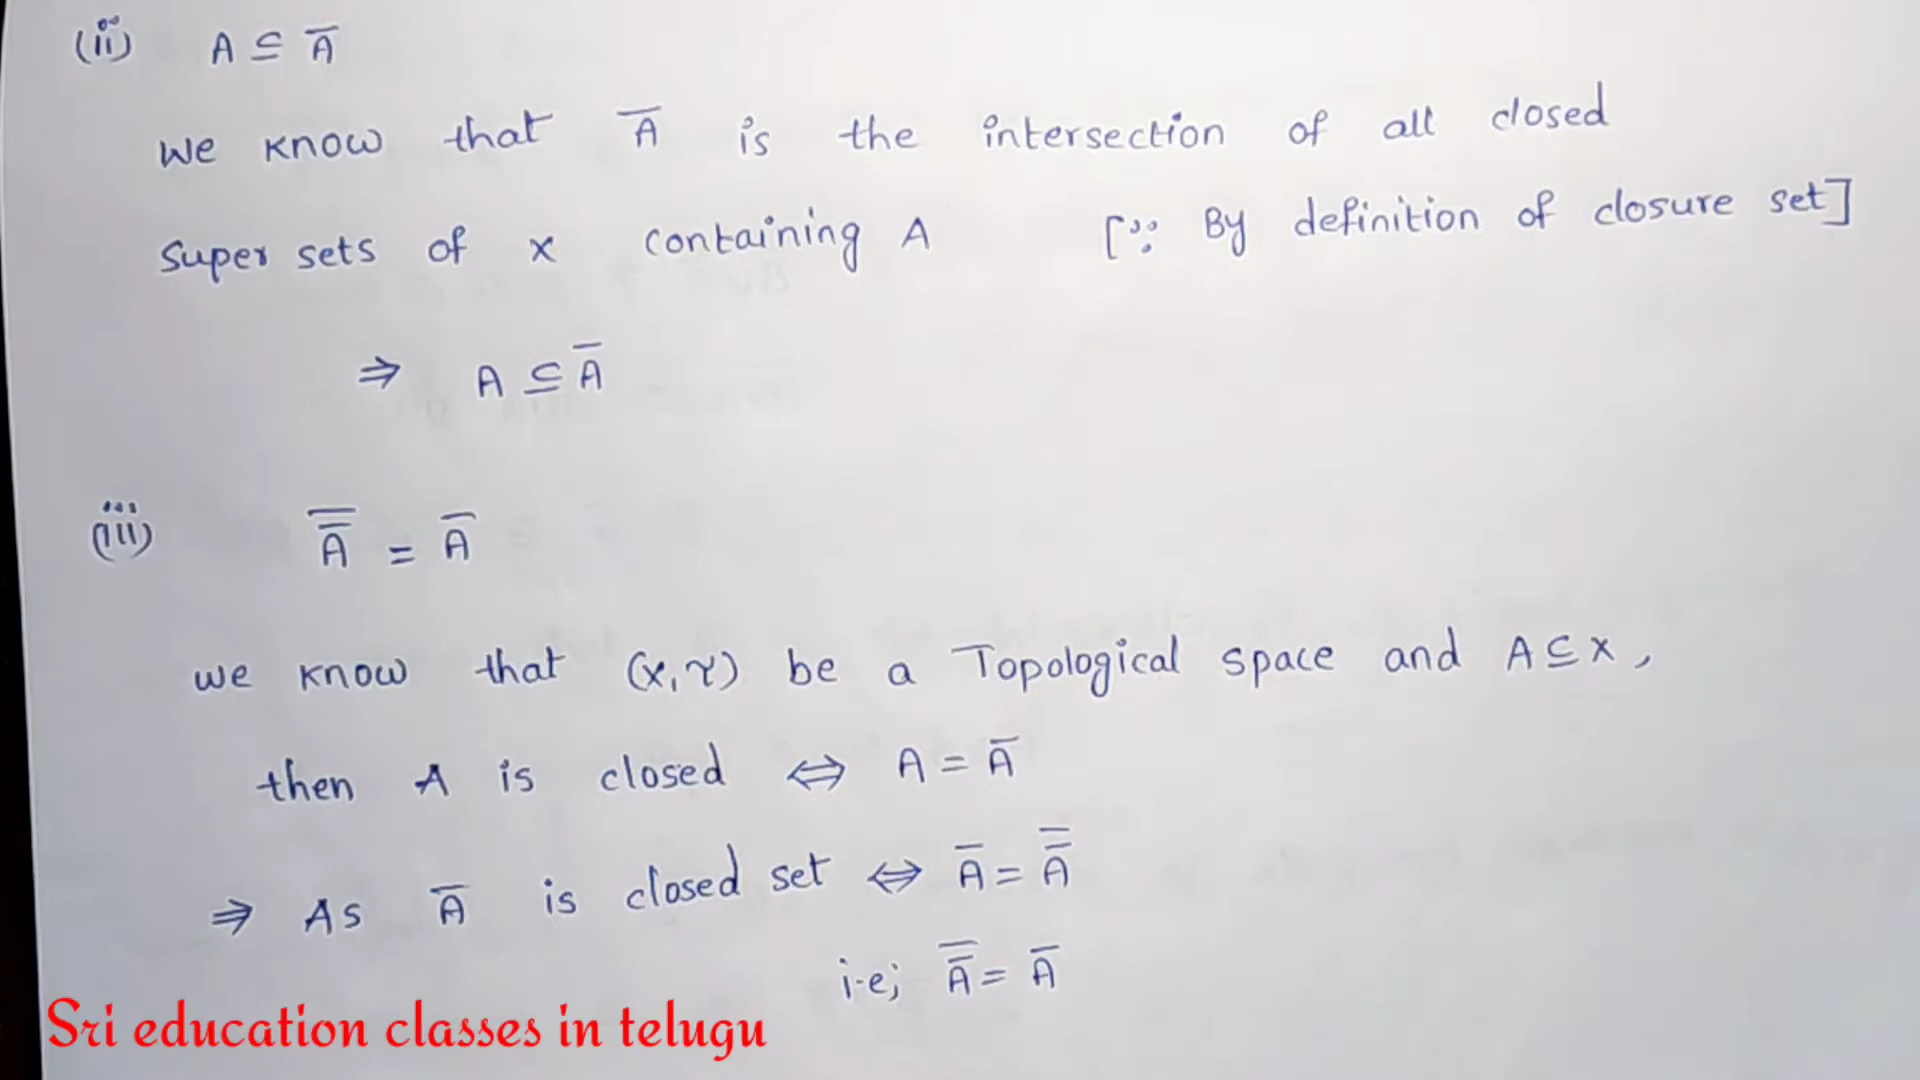 (ii) A ⊆ A̅
We know that A̅ is the intersection of all closed
Super sets of x containing A [∵ By definition of closure set]
⇒ A ⊆ A̅
(iii) A̿ = A̅
we know that (x, τ) be a Topological space and A ⊆ x,
then A is closed ⇔ A = A̅
⇒ As A̅ is closed set ⇔ A̅ = A̿
i-e; A̿ = A̅
Sri education classes in telugu